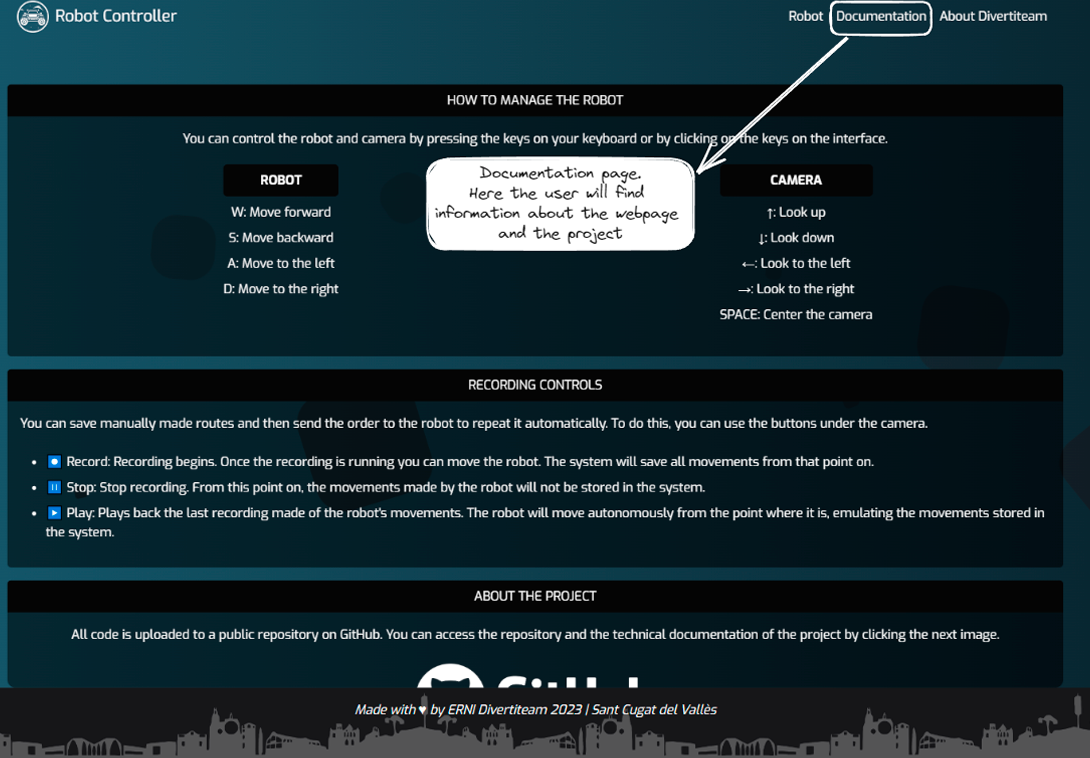 Robot Controller
Robot Documentation About Divertiteam
HOW TO MANAGE THE ROBOT
You can control the robot and camera by pressing the keys on your keyboard or by clicking on the keys on the interface.
ROBOT
W: Move forward
S: Move backward
A: Move to the left
D: Move to the right
Documentation page.
Here the user will find
information about the webpage
and the project
CAMERA
↑: Look up
↓: Look down
←: Look to the left
→: Look to the right
SPACE: Center the camera
RECORDING CONTROLS
You can save manually made routes and then send the order to the robot to repeat it automatically. To do this, you can use the buttons under the camera.
• ⏺ Record: Recording begins. Once the recording is running you can move the robot. The system will save all movements from that point on.
• ⏸ Stop: Stop recording. From this point on, the movements made by the robot will not be stored in the system.
• ▶ Play: Plays back the last recording made of the robot's movements. The robot will move autonomously from the point where it is, emulating the movements stored in
the system.
ABOUT THE PROJECT
All code is uploaded to a public repository on GitHub. You can access the repository and the technical documentation of the project by clicking the next image.
GitHub
Made with ♥ by ERNI Divertiteam 2023 | Sant Cugat del Vallès